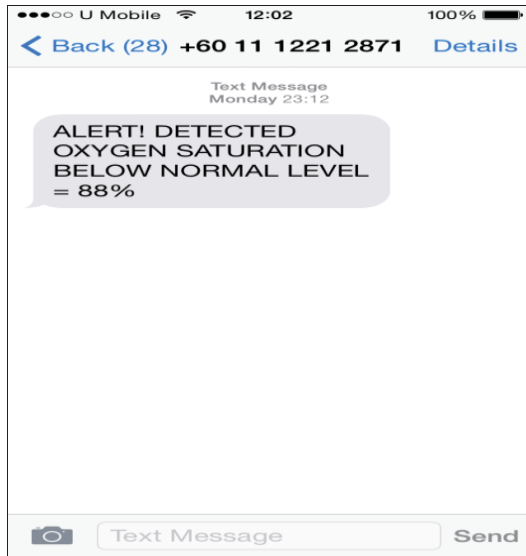 U Mobile 12:02 100%
Back (28) +60 11 1221 2871 Details
Text Message
Monday 23:12
ALERT! DETECTED
OXYGEN SATURATION
BELOW NORMAL LEVEL
= 88%
Text Message Send